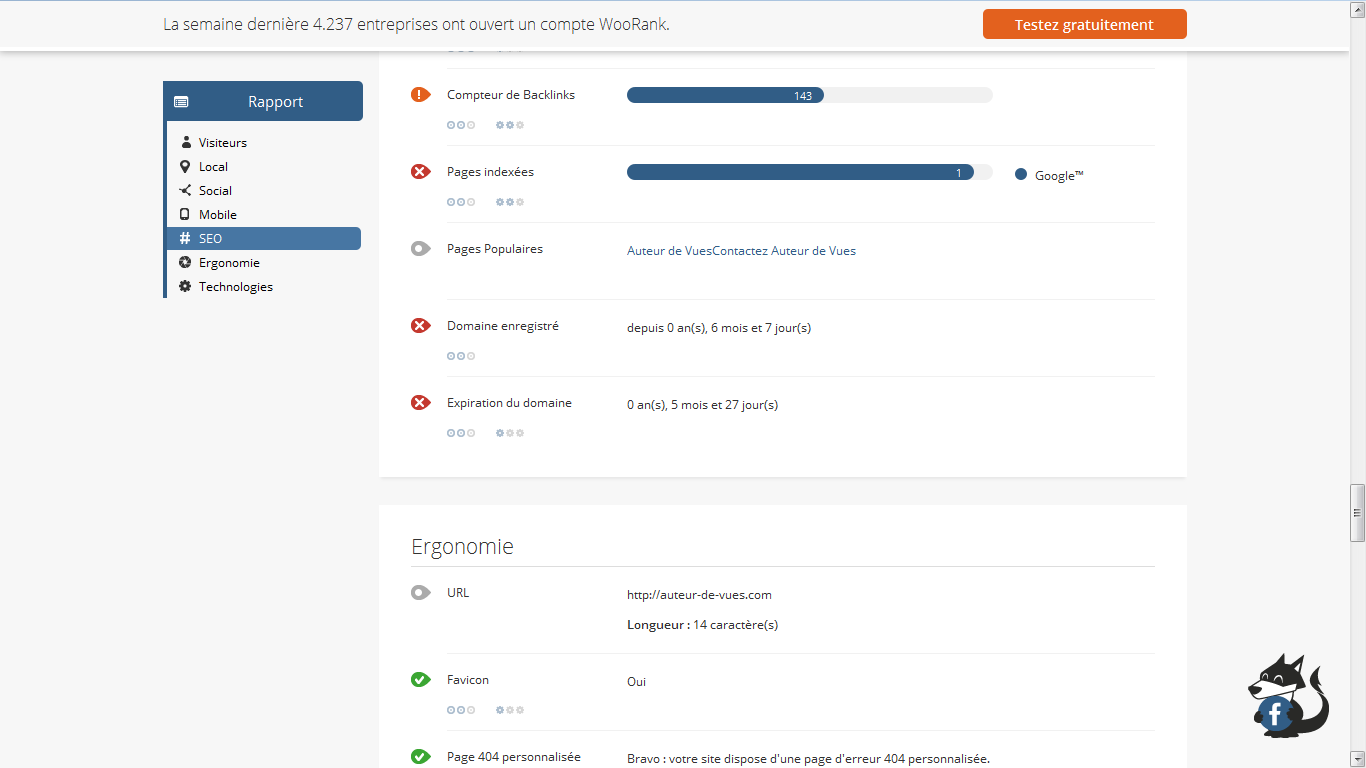 La semaine dernière 4.237 entreprises ont ouvert un compte WooRank.
Testez gratuitement
Rapport
Visiteurs
Local
Social
Mobile
SEO
Ergonomie
Technologies
Compteur de Backlinks
143
Pages indexées
1
Google™
Pages Populaires
Auteur de VuesContactez Auteur de Vues
Domaine enregistré
depuis 0 an(s), 6 mois et 7 jour(s)
Expiration du domaine
0 an(s), 5 mois et 27 jour(s)
Ergonomie
URL
http://auteur-de-vues.com
Longueur : 14 caractère(s)
Favicon
Oui
Page 404 personnalisée
Bravo : votre site dispose d'une page d'erreur 404 personnalisée.